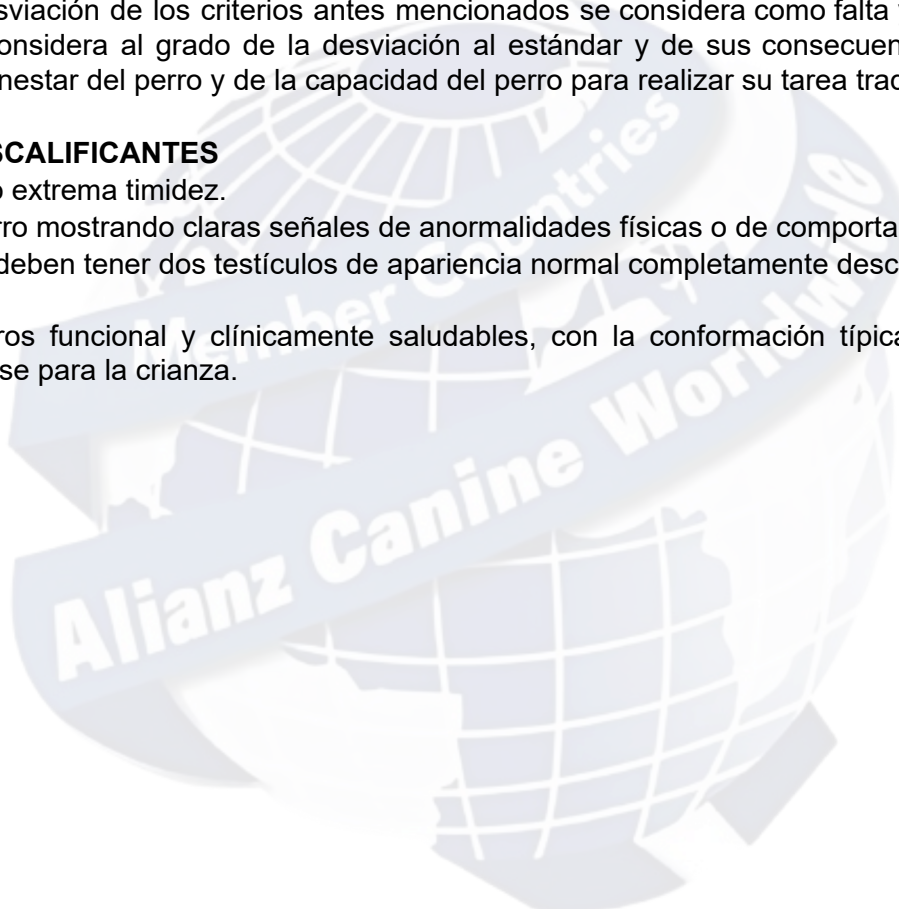 sviación de los criterios antes mencionados se considera como falta
onsidera al grado de la desviación al estándar y de sus consecuen
nestar del perro y de la capacidad del perro para realizar su tarea trad
SCALIFICANTES
o extrema timidez.
rro mostrando claras señales de anormalidades físicas o de comporta
deben tener dos testículos de apariencia normal completamente desc
ros funcional y clínicamente saludables, con la conformación típica
se para la crianza.
Member Countries
Alianz Canine Worldwide